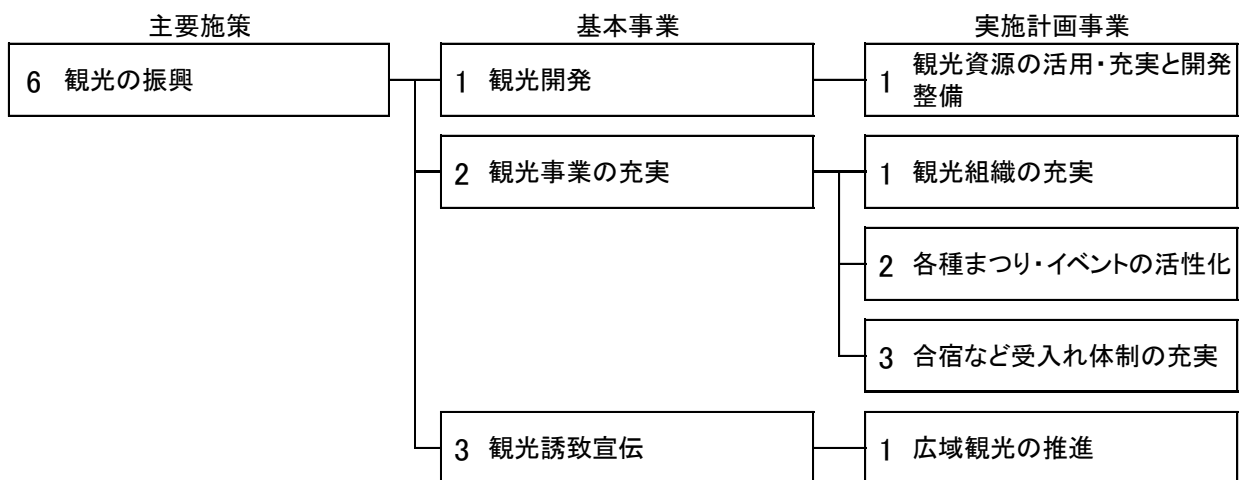 主要施策 基本事業 実施計画事業
6 観光の振興
1 観光開発
1 観光資源の活用・充実と開発
整備
2 観光事業の充実
1 観光組織の充実
2 各種まつり・イベントの活性化
3 合宿など受入れ体制の充実
3 観光誘致宣伝
1 広域観光の推進